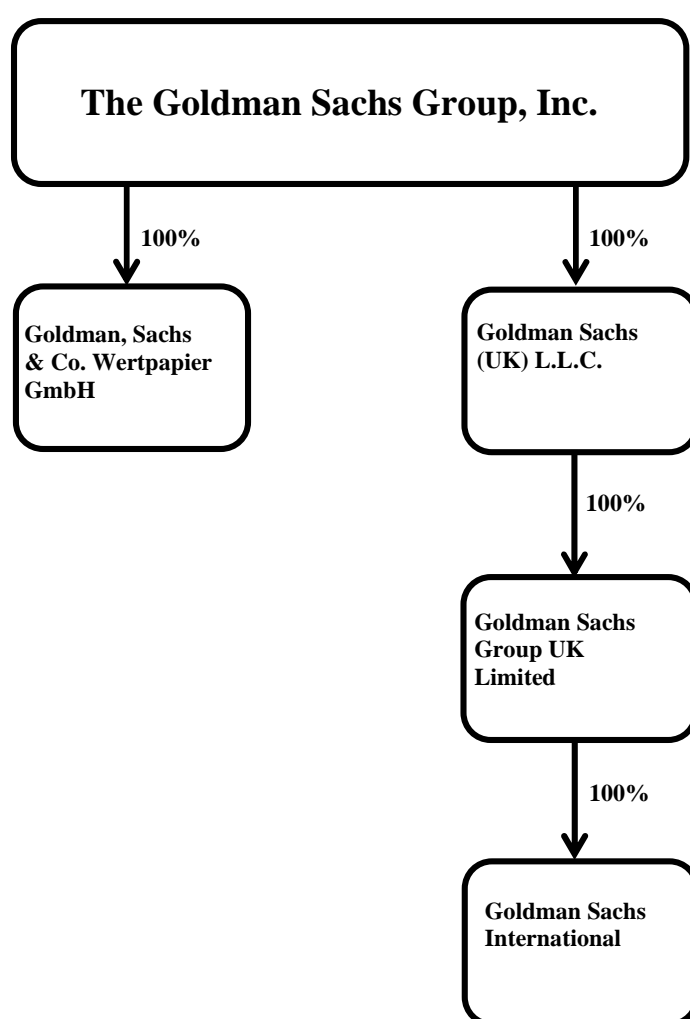 The Goldman Sachs Group, Inc.
100%
100%
Goldman, Sachs
& Co. Wertpapier
GmbH
Goldman Sachs
(UK) L.L.C.
100%
Goldman Sachs
Group UK
Limited
100%
Goldman Sachs
International